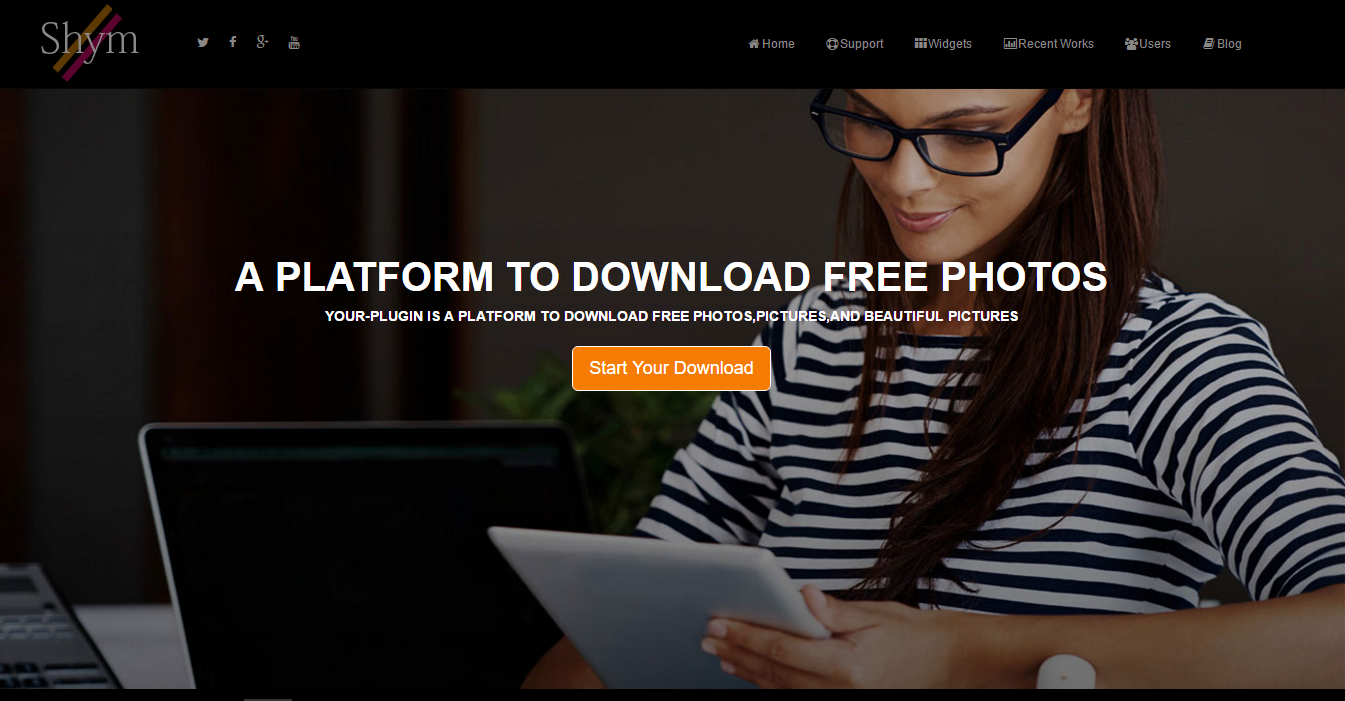 Shym
Home Support Widgets Recent Works Users Blog
A PLATFORM TO DOWNLOAD FREE PHOTOS
YOUR-PLUGIN IS A PLATFORM TO DOWNLOAD FREE PHOTOS,PICTURES,AND BEAUTIFUL PICTURES
Start Your Download